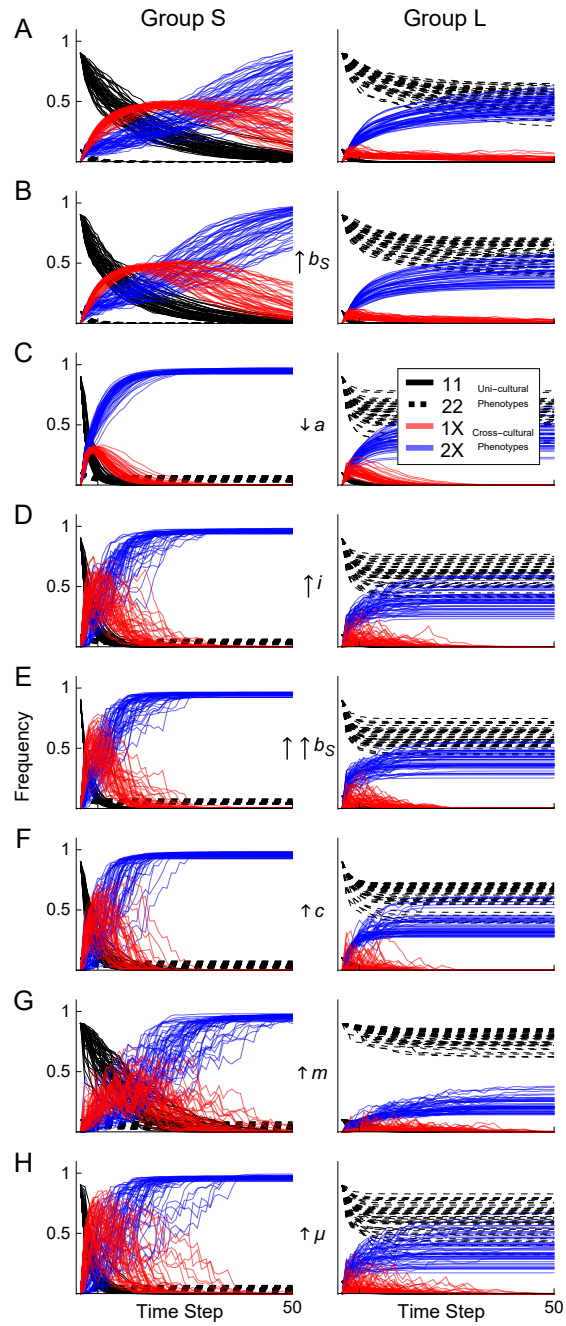 Group S Group L
A
1
0.5
B
1
0.5
↑ b_S
C
1
0.5
↓ a
11 Uni-cultural
22 Phenotypes
1X Cross-cultural
2X Phenotypes
D
1
0.5
↑ i
E
1
0.5
↑ ↑ b_S
Frequency
F
1
0.5
↑ c
G
1
0.5
↑ m
H
1
0.5
↑ μ
Time Step 50 Time Step 50